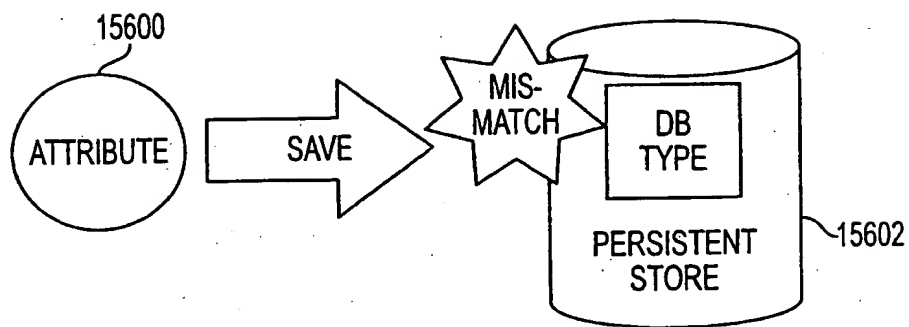 15600
ATTRIBUTE
SAVE
MIS-
MATCH
DB
TYPE
PERSISTENT
STORE
15602